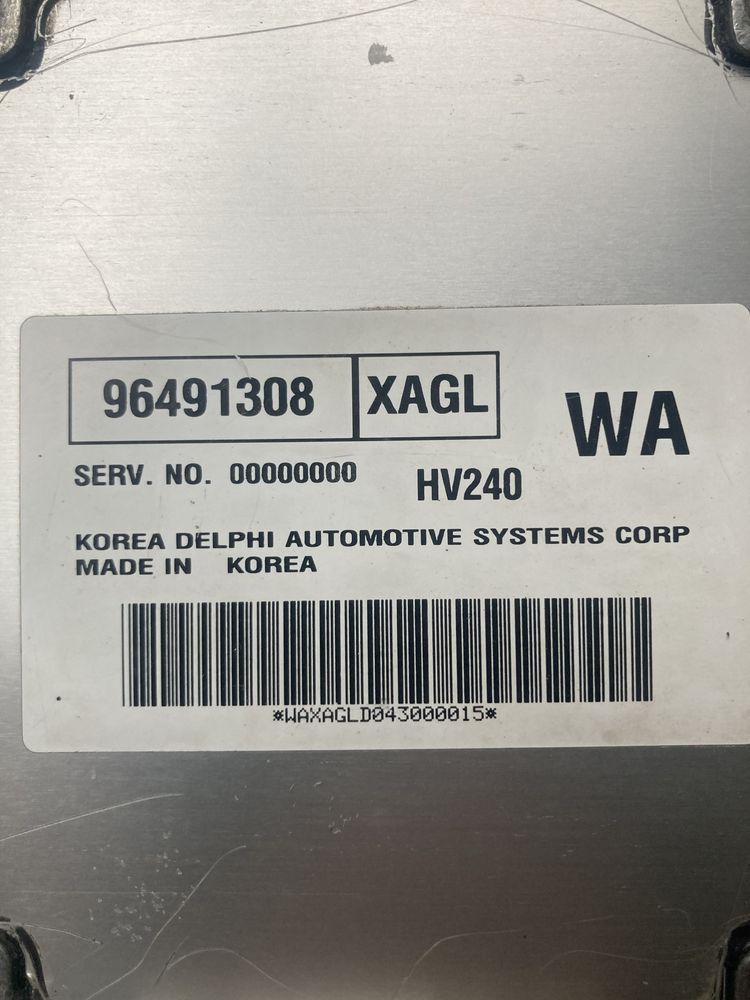 96491308 XAGL
WA
SERV. NO. 00000000 HV240
KOREA DELPHI AUTOMOTIVE SYSTEMS CORP
MADE IN KOREA
*WAXAGLD043000015*